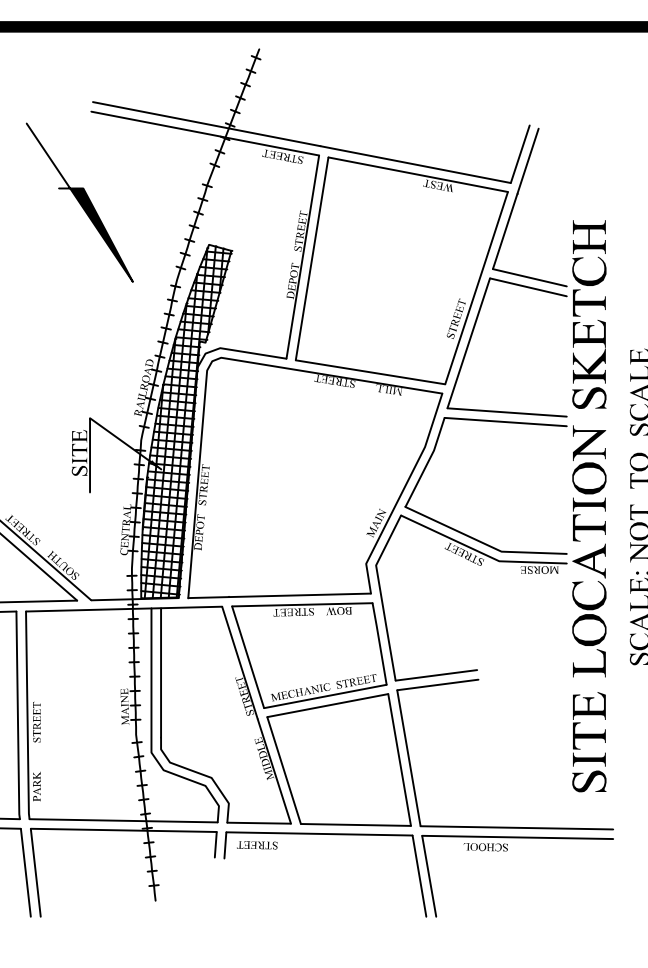 SITE LOCATION SKETCH
SCALE: NOT TO SCALE
WEST STREET
DEPOT STREET
STREET
MILL STREET
RAILROAD
SITE
DEPOT STREET
CENTRAL
MAIN
MORSE STREET
SOUTH STREET
BOW STREET
MECHANIC STREET
MIDDLE STREET
MAINE
PARK STREET
SCHOOL STREET